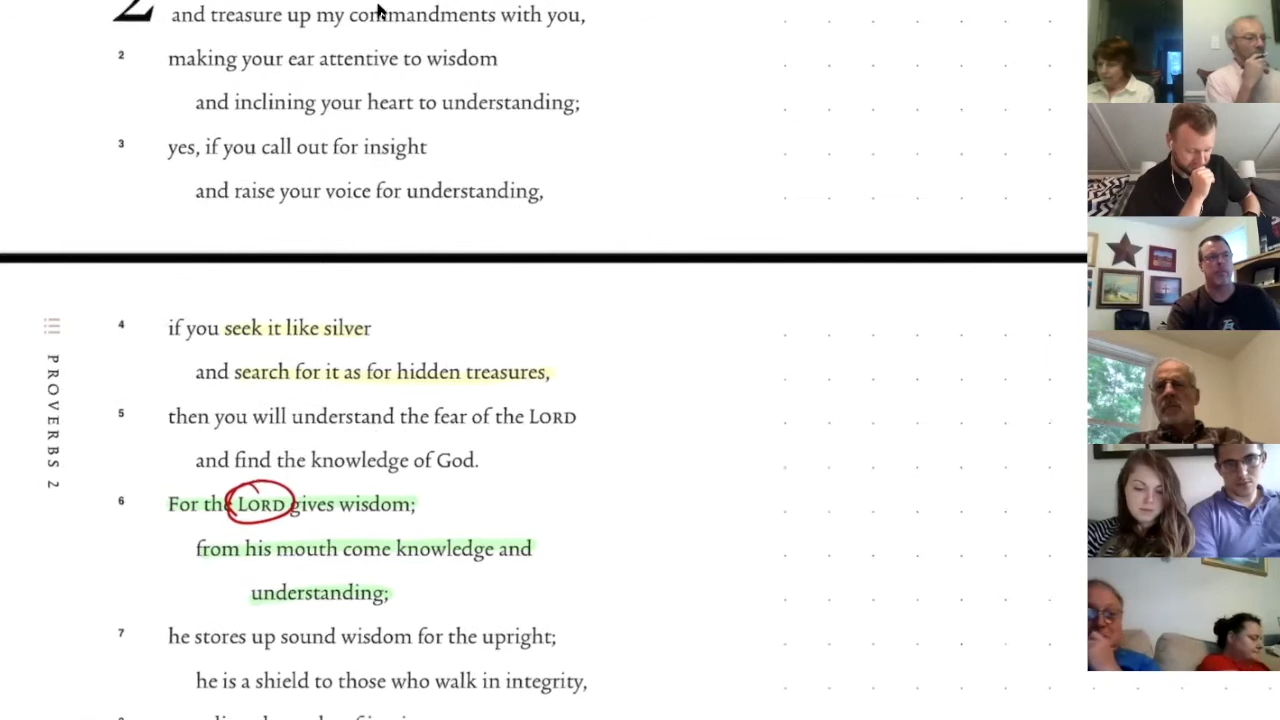 2 and treasure up my commandments with you,
2 making your ear attentive to wisdom
and inclining your heart to understanding;
3 yes, if you call out for insight
and raise your voice for understanding,
PROVERBS 2
4 if you seek it like silver
and search for it as for hidden treasures,
5 then you will understand the fear of the LORD
and find the knowledge of God.
6 For the LORD gives wisdom;
from his mouth come knowledge and
understanding;
7 he stores up sound wisdom for the upright;
he is a shield to those who walk in integrity,